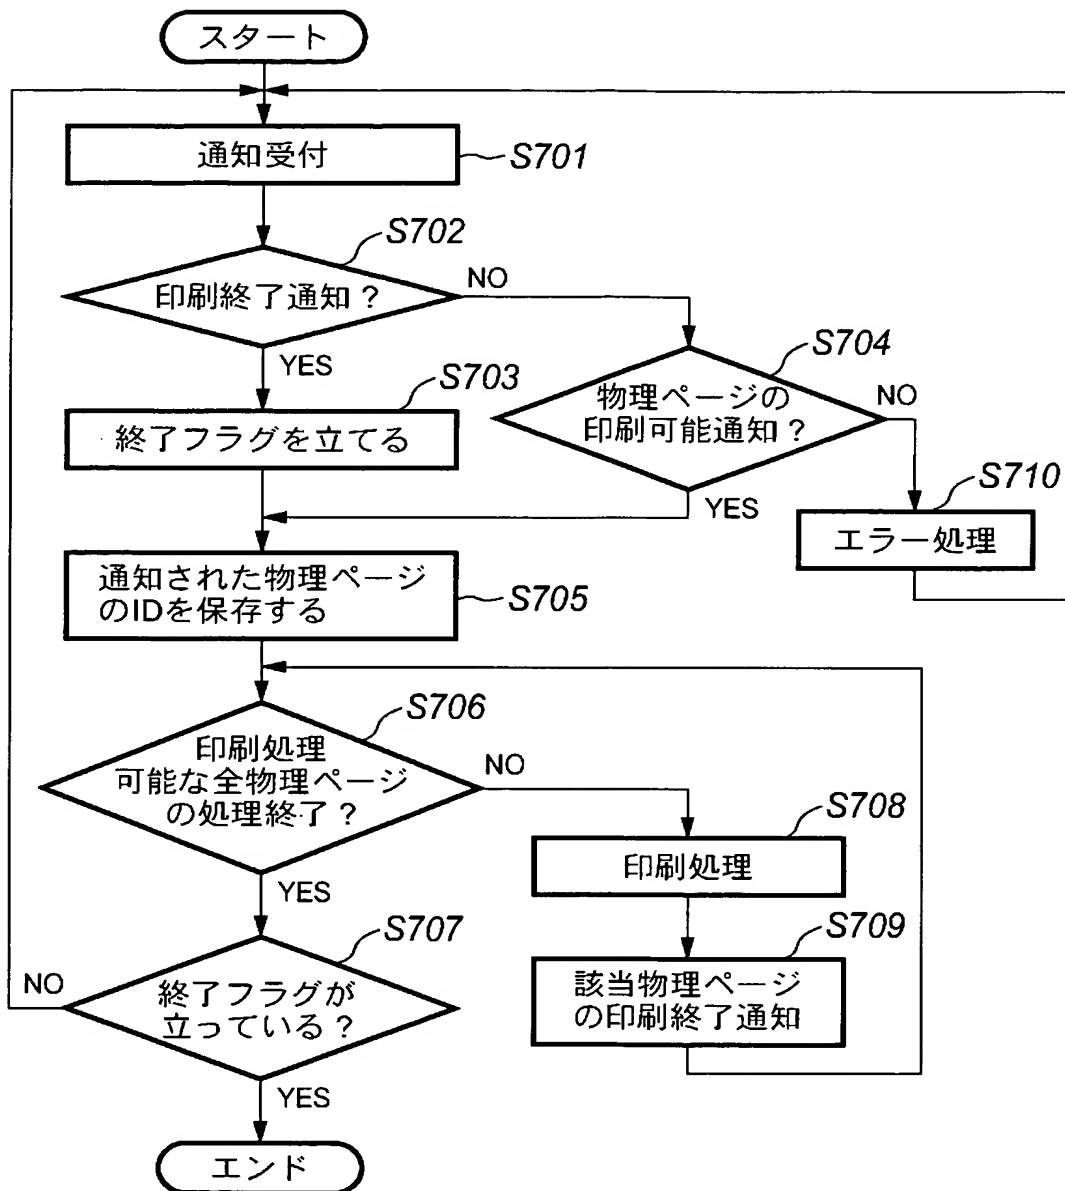 スタート
通知受付
S701
S702
印刷終了通知？
NO
YES
S703
終了フラグを立てる
S704
物理ページの
印刷可能通知？
NO
YES
S710
エラー処理
通知された物理ページ
のIDを保存する
S705
S706
印刷処理
可能な全物理ページ
の処理終了？
NO
YES
S708
印刷処理
S709
該当物理ページ
の印刷終了通知
S707
終了フラグが
立っている？
NO
YES
エンド